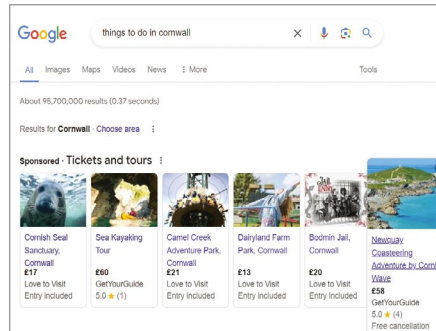 Google
things to do in cornwall
All Images Maps Videos News More Tools
About 95,700,000 results (0.37 seconds)
Results for Cornwall · Choose area
Sponsored · Tickets and tours
Cornish Seal
Sanctuary,
Cornwall
£17
Love to Visit
Entry included
Sea Kayaking
Tour
£60
GetYourGuide
5.0 ★ (1)
Camel Creek
Adventure Park,
Cornwall
£21
Love to Visit
Entry included
Dairyland Farm
Park, Cornwall
£13
Love to Visit
Entry included
JAIL
Bodmin Jail,
Cornwall
£20
Love to Visit
Entry included
Newquay
Coasteering
Adventure by Corni
Wave
£58
GetYourGuide
5.0 ★ (4)
Free cancellation